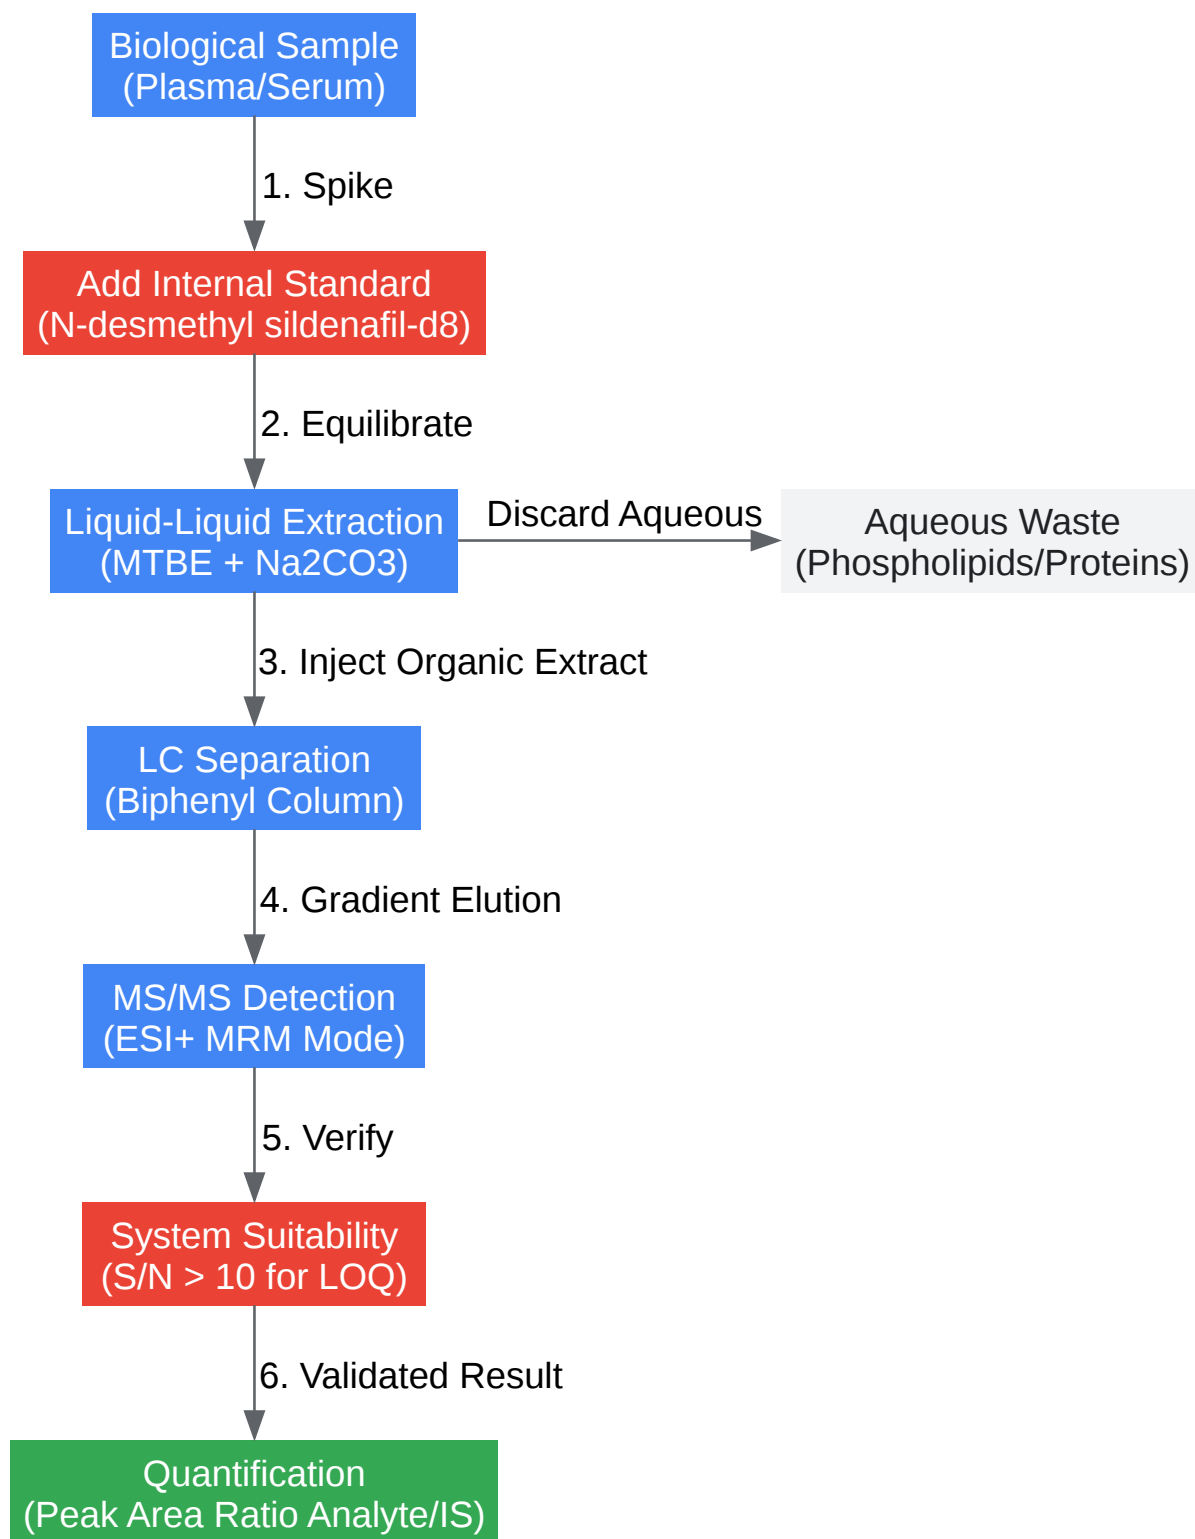 Biological Sample
(Plasma/Serum)
1. Spike
Add Internal Standard
(N-desmethyl sildenafil-d8)
2. Equilibrate
Liquid-Liquid Extraction
(MTBE + Na2CO3)
Discard Aqueous
Aqueous Waste
(Phospholipids/Proteins)
3. Inject Organic Extract
LC Separation
(Biphenyl Column)
4. Gradient Elution
MS/MS Detection
(ESI+ MRM Mode)
5. Verify
System Suitability
(S/N > 10 for LOQ)
6. Validated Result
Quantification
(Peak Area Ratio Analyte/IS)